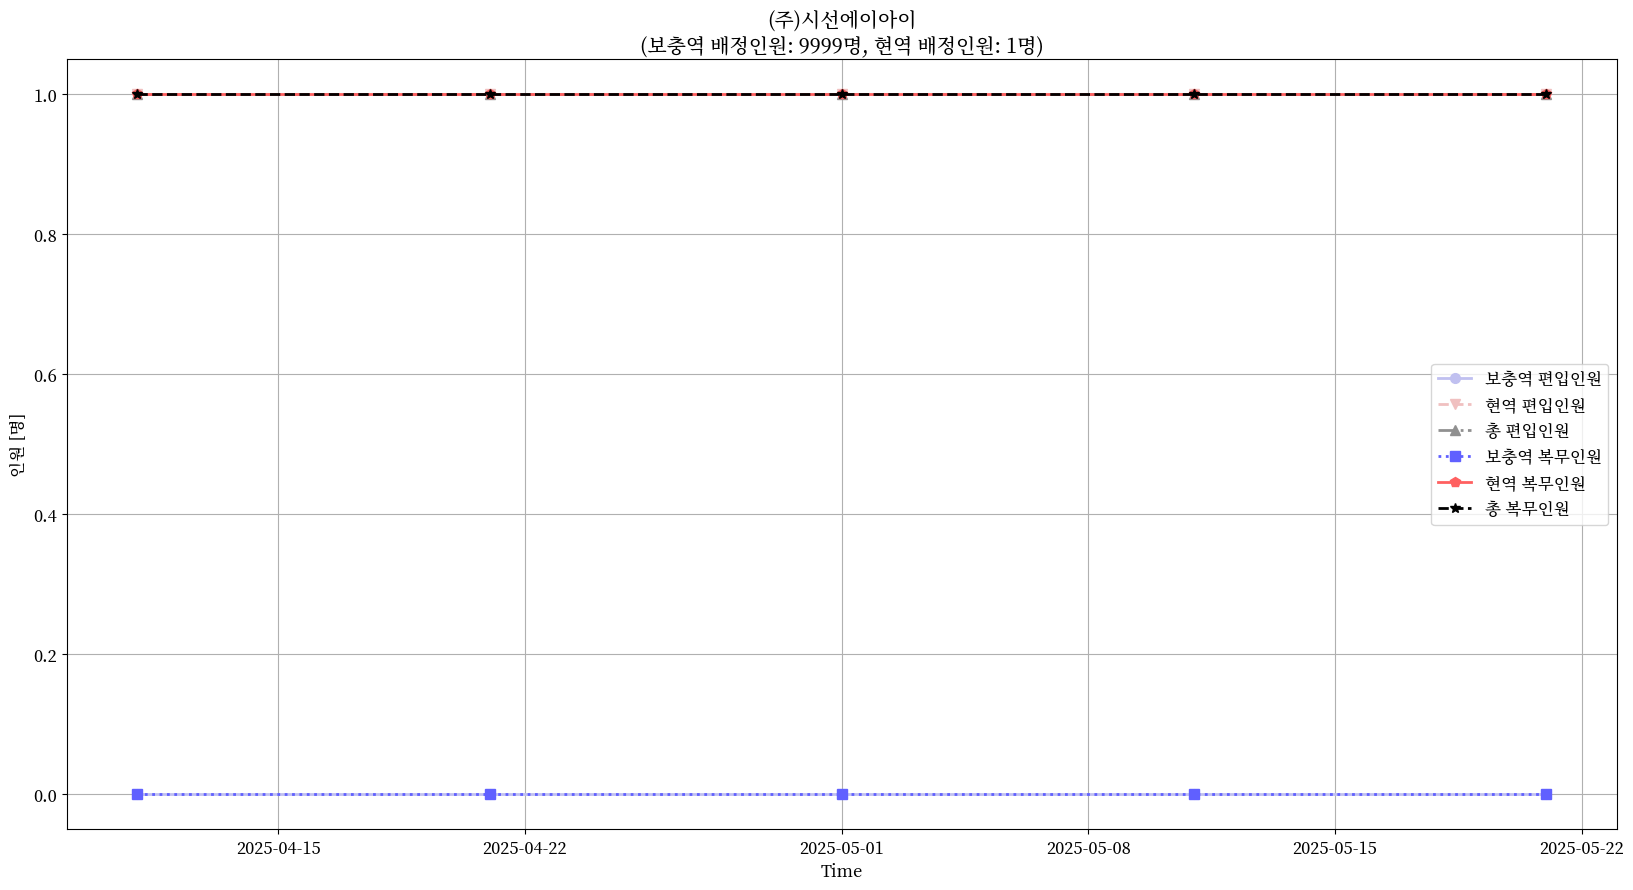 (주)시선에이아이
(보충역 배정인원: 9999명, 현역 배정인원: 1명)
1.0
0.8
0.6
0.4
0.2
0.0
인원 [명]
보충역 편입인원
현역 편입인원
총 편입인원
보충역 복무인원
현역 복무인원
총 복무인원
2025-04-15
2025-04-22
2025-05-01
2025-05-08
2025-05-15
2025-05-22
Time